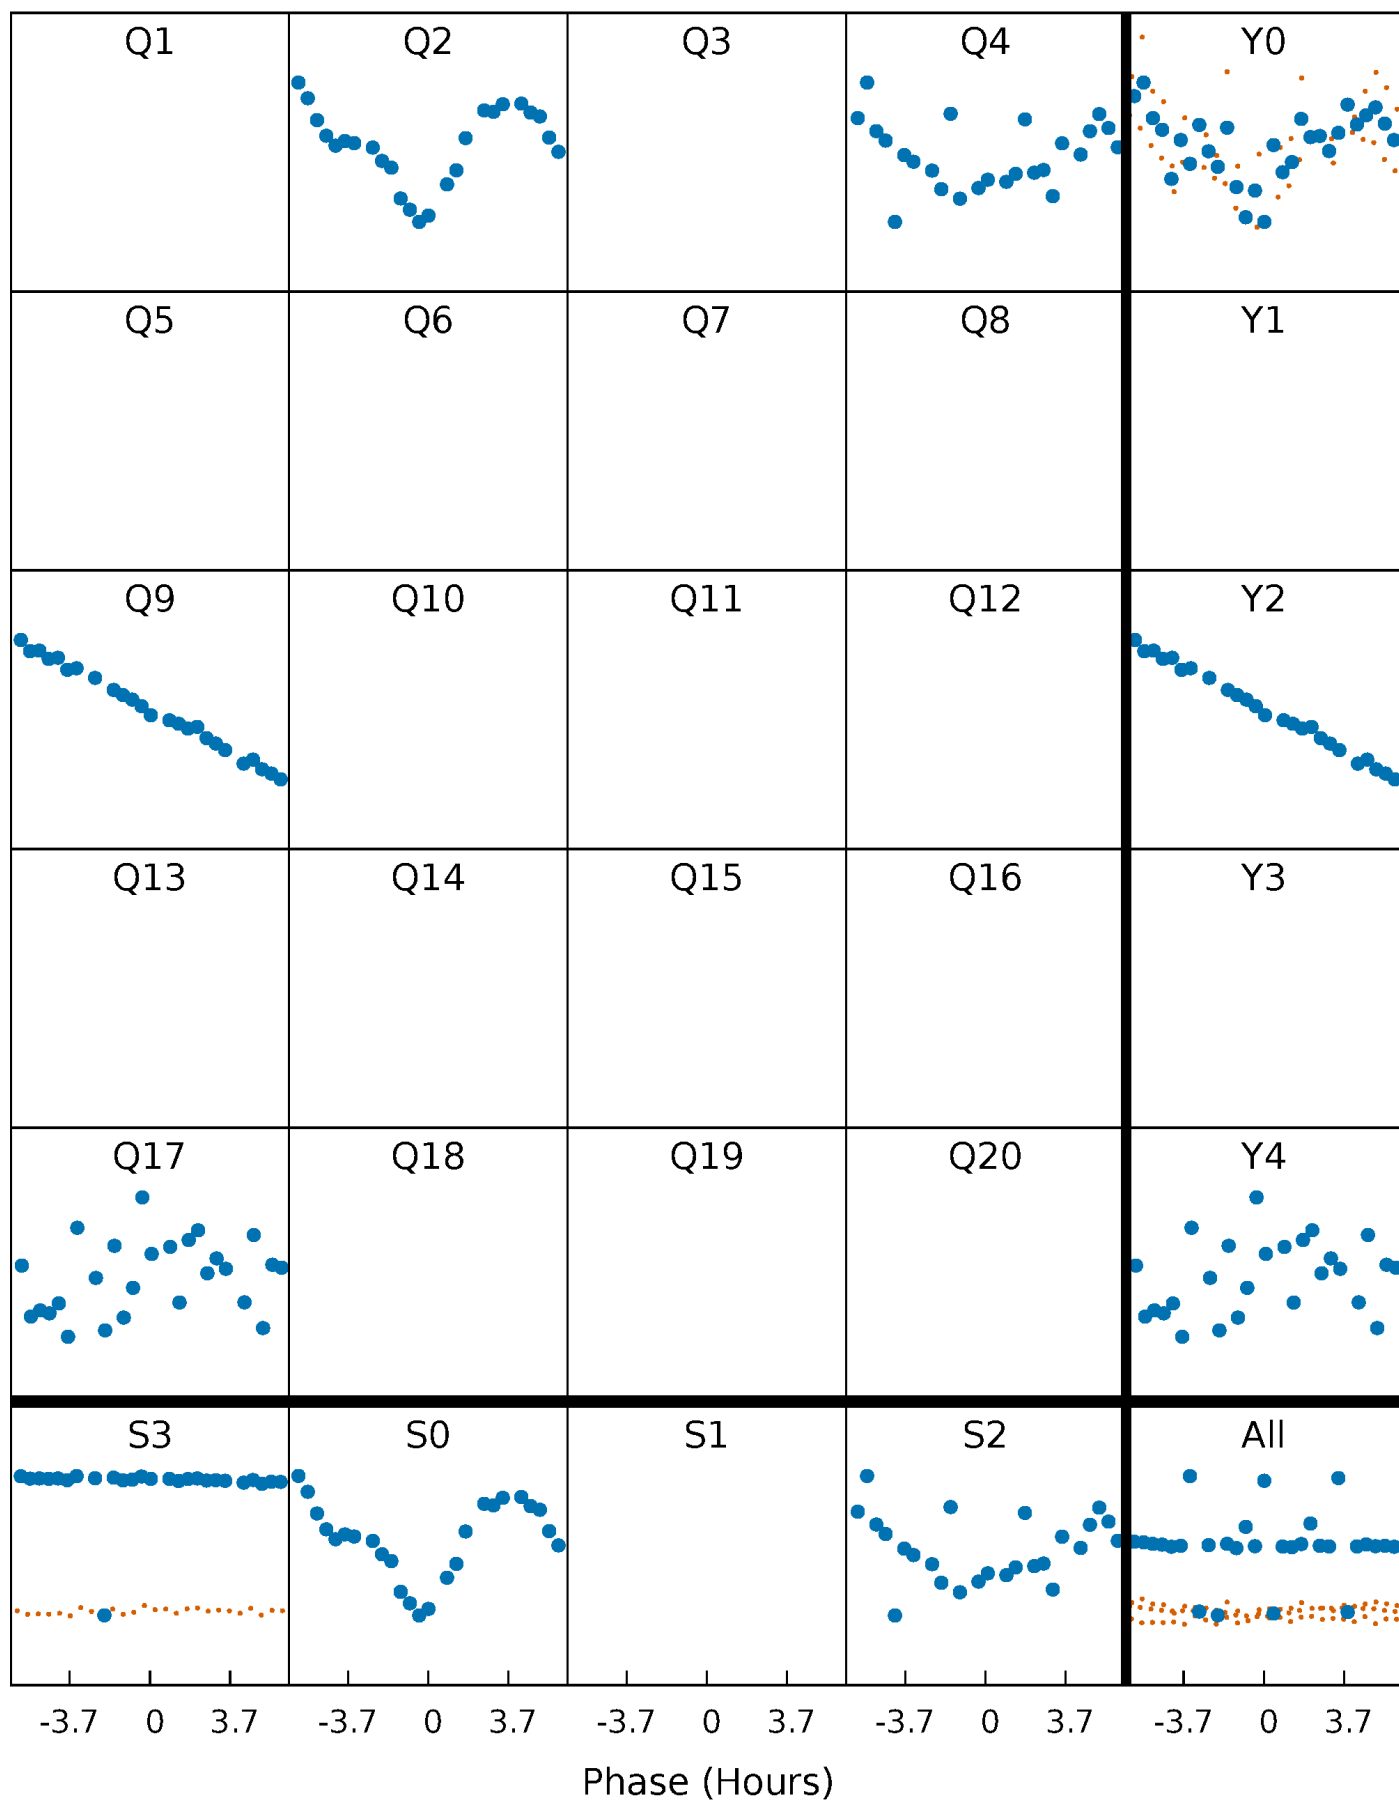 Q1 Q2 Q3 Q4 Y0
Q5 Q6 Q7 Q8 Y1
Q9 Q10 Q11 Q12 Y2
Q13 Q14 Q15 Q16 Y3
Q17 Q18 Q19 Q20 Y4
S3 S0 S1 S2 All
-3.7 0 3.7 -3.7 0 3.7 -3.7 0 3.7 -3.7 0 3.7 -3.7 0 3.7
Phase (Hours)